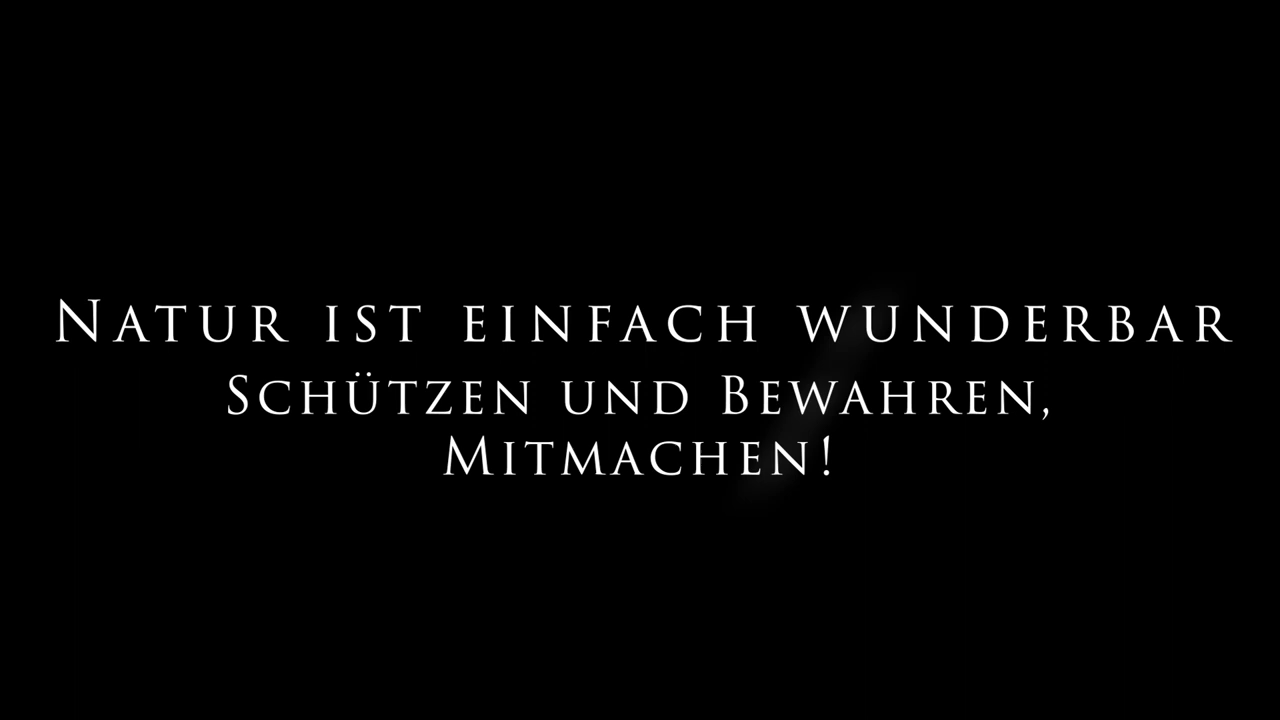 Natur ist einfach wunderbar
Schützen und Bewahren,
Mitmachen!